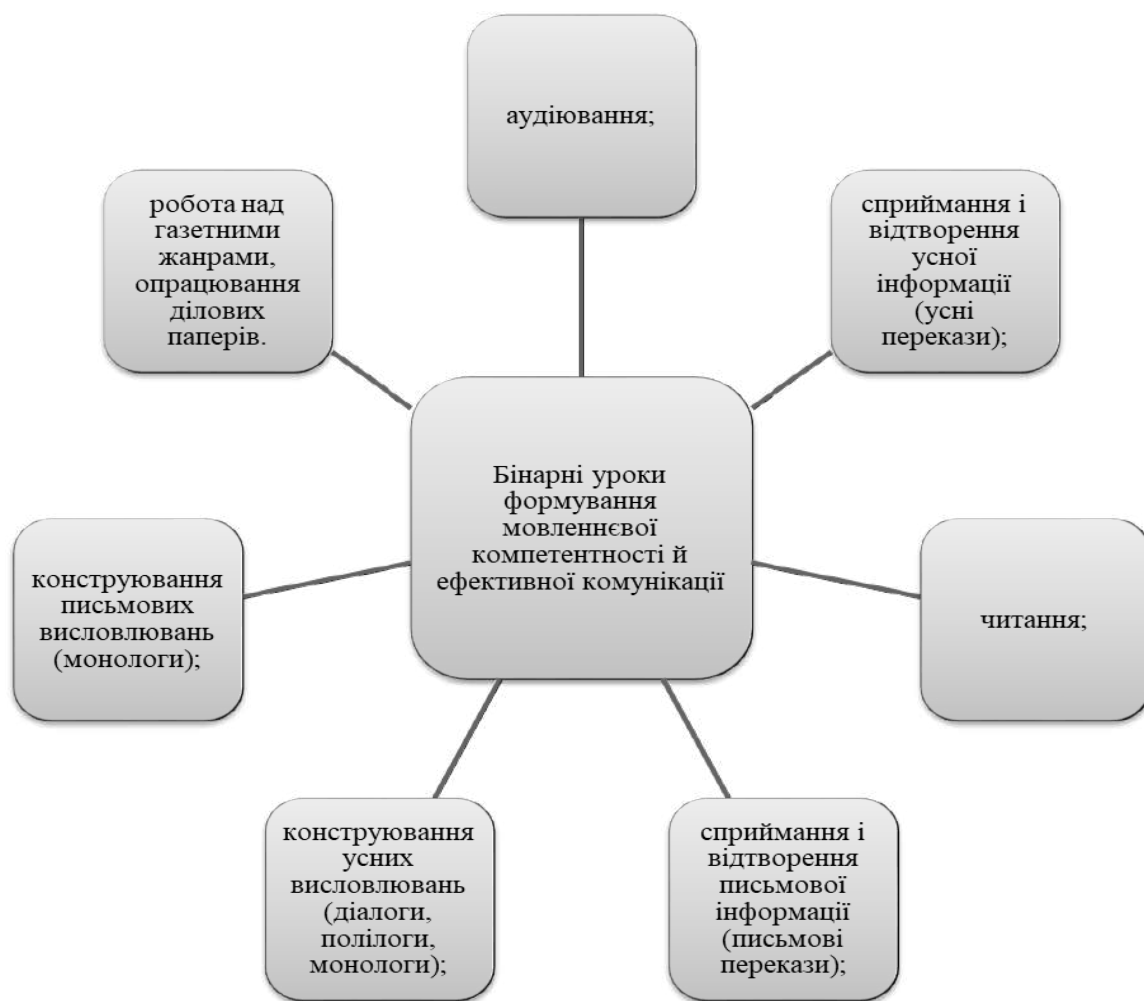 аудіювання;
сприймання і
відтворення
усної
інформації
(усні
перекази);
читання;
сприймання і
відтворення
письмової
інформації
(письмові
перекази);
конструювання
усних
висловлювань
(діалоги,
полілоги,
монологи);
конструювання
письмових
висловлювань
(монологи);
робота над
газетними
жанрами,
опрацювання
ділових
паперів.
Бінарні уроки
формування
мовленнєвої
компетентності й
ефективної комунікації